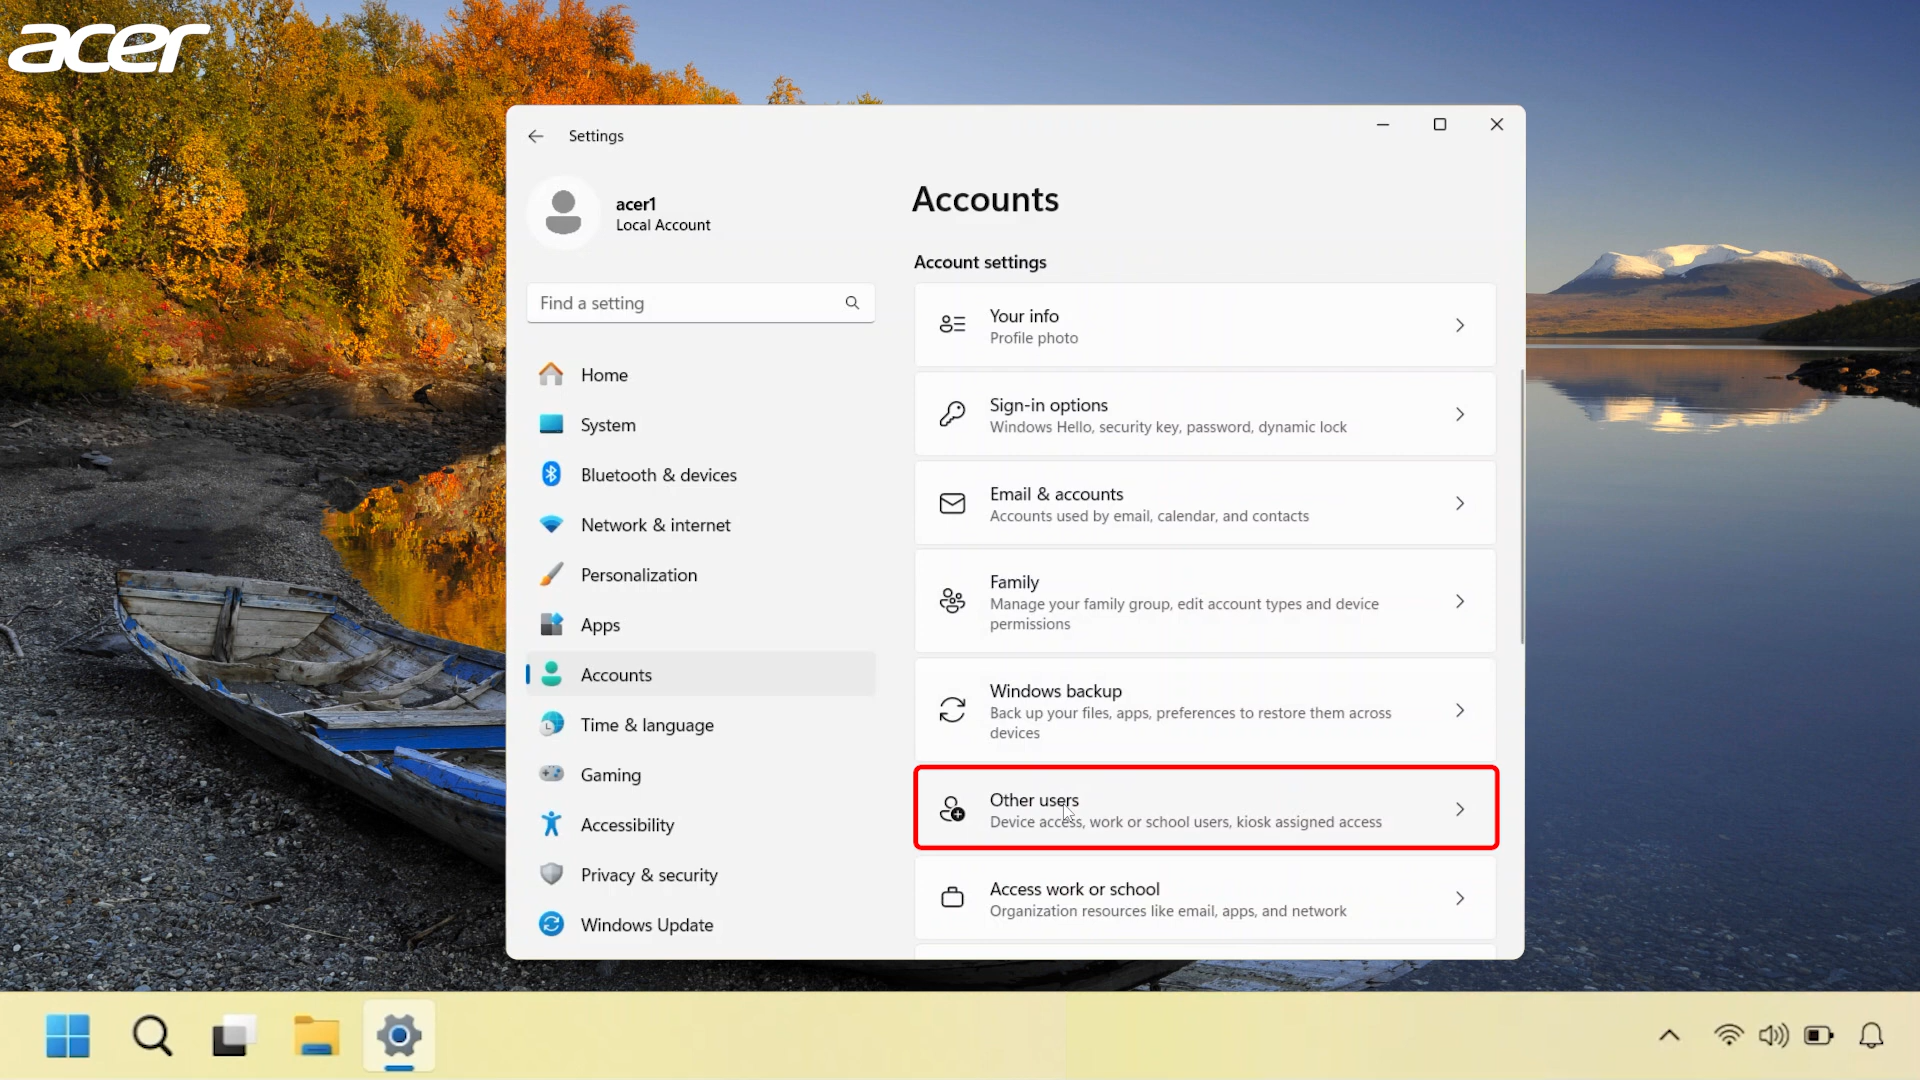 acer
Settings
acer1
Local Account
Find a setting
Home
System
Bluetooth & devices
Network & internet
Personalization
Apps
Accounts
Time & language
Gaming
Accessibility
Privacy & security
Windows Update
Accounts
Account settings
Your info
Profile photo
Sign-in options
Windows Hello, security key, password, dynamic lock
Email & accounts
Accounts used by email, calendar, and contacts
Family
Manage your family group, edit account types and device
permissions
Windows backup
Back up your files, apps, preferences to restore them across
devices
Other users
Device access, work or school users, kiosk assigned access
Access work or school
Organization resources like email, apps, and network